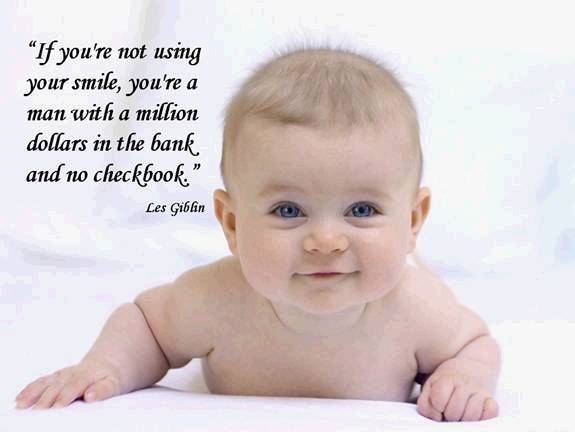 “If you're not using
your smile, you're a
man with a million
dollars in the bank
and no checkbook.”
Les Giblin